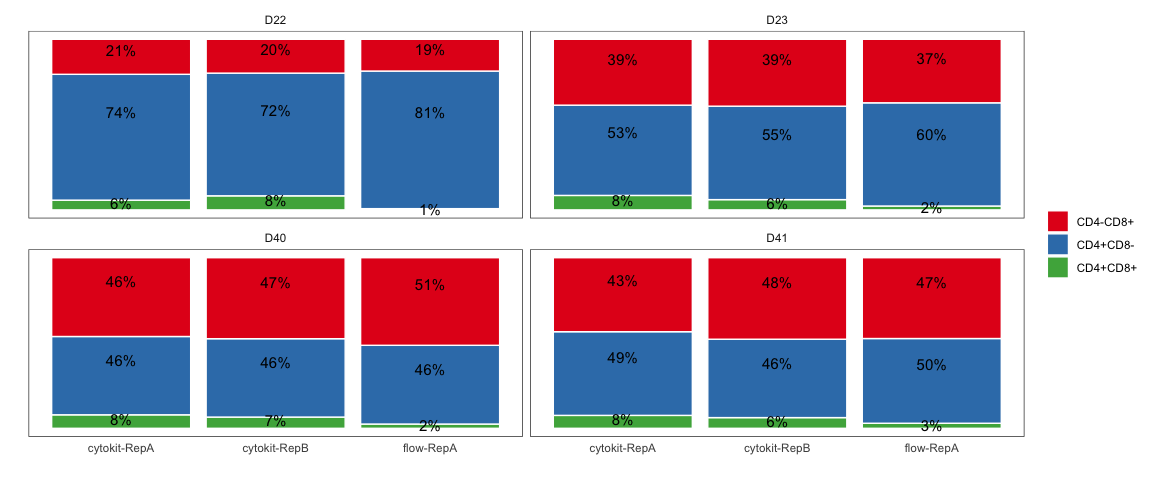 D22
D23
21% 20% 19%
39% 39% 37%
74% 72% 81%
53% 55% 60%
6% 8% 1%
8% 6% 2%
D40
D41
46% 47% 51%
43% 48% 47%
46% 46% 46%
49% 46% 50%
8% 7% 2%
8% 6% 3%
cytokit-RepA cytokit-RepB flow-RepA
cytokit-RepA cytokit-RepB flow-RepA
CD4-CD8+
CD4+CD8-
CD4+CD8+